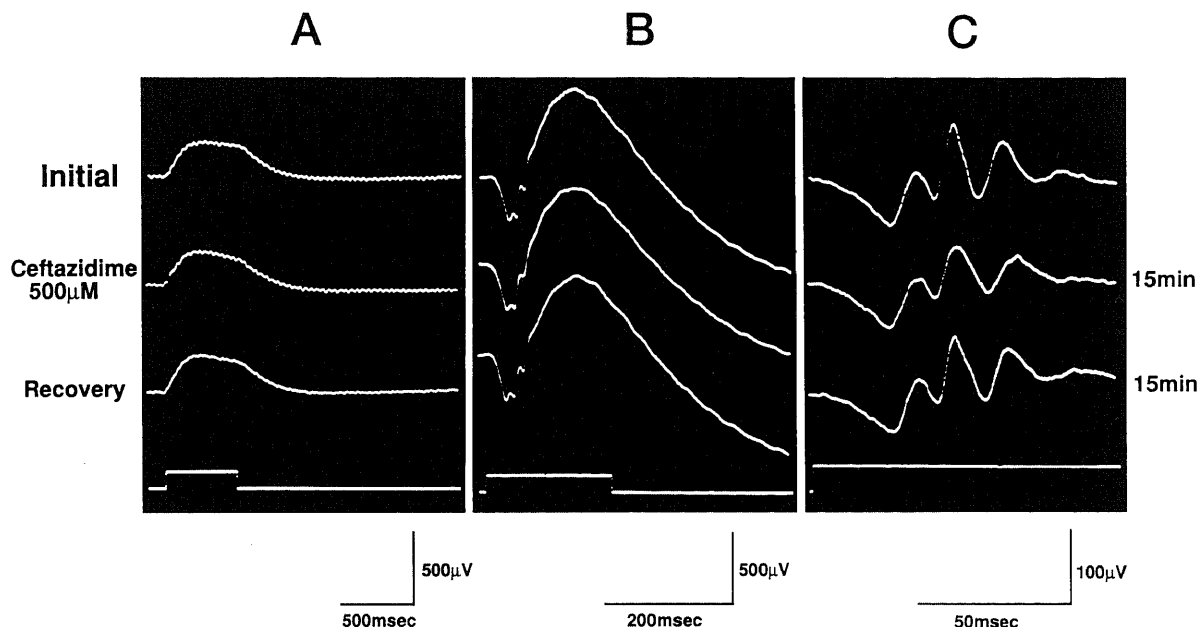 A
B
C
Initial
Ceftazidime
500µM
15min
Recovery
15min
500µV
500msec
500µV
200msec
100µV
50msec